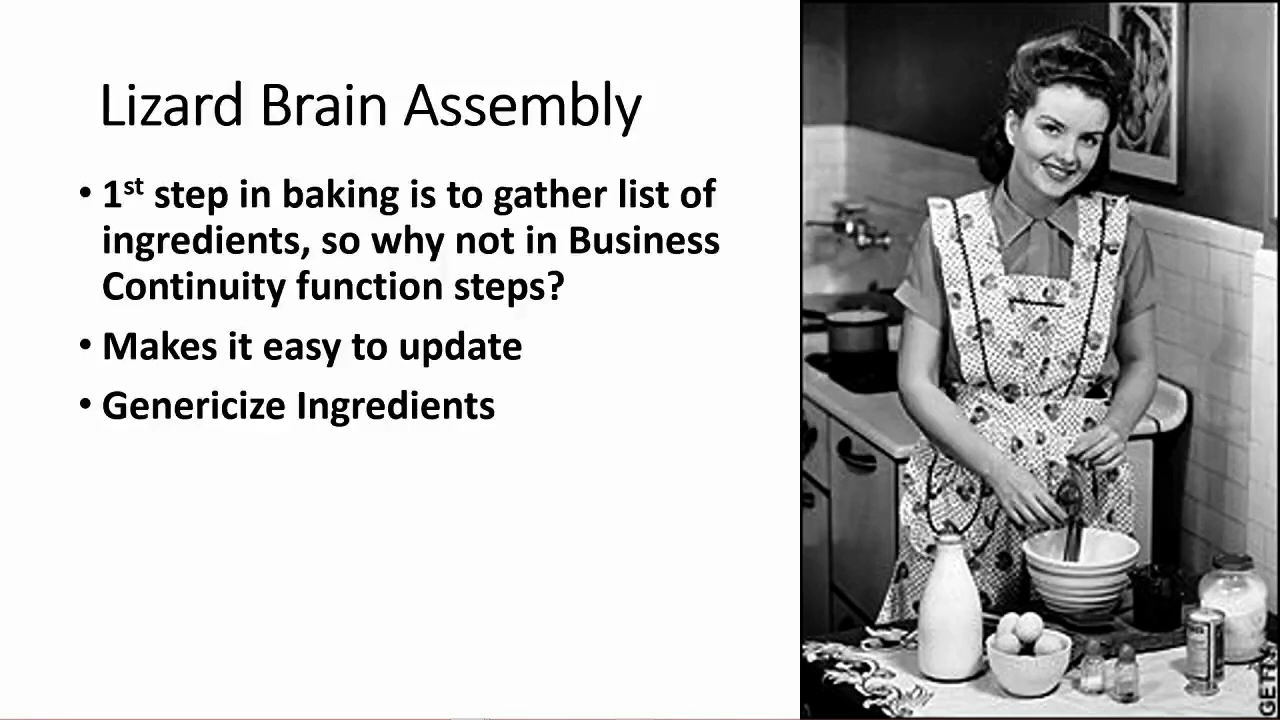 Lizard Brain Assembly
• 1st step in baking is to gather list of
ingredients, so why not in Business
Continuity function steps?
• Makes it easy to update
• Genericize Ingredients